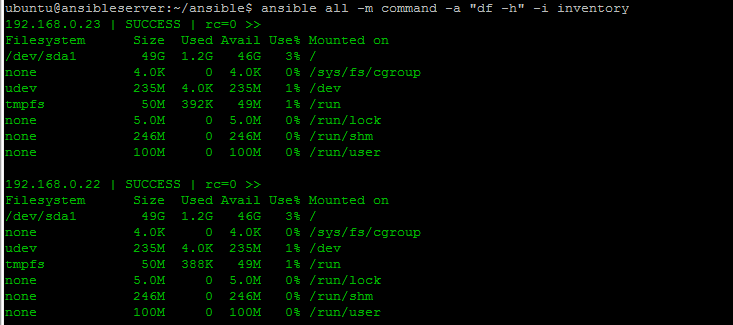 ubuntu@ansibleserver:~/ansible$ ansible all -m command -a "df -h" -i inventory
192.168.0.23 | SUCCESS | rc=0 >>
Filesystem      Size  Used Avail Use% Mounted on
/dev/sda1        49G  1.2G   46G   3% /
none            4.0K     0  4.0K   0% /sys/fs/cgroup
udev            235M  4.0K  235M   1% /dev
tmpfs            50M  392K   49M   1% /run
none            5.0M     0  5.0M   0% /run/lock
none            246M     0  246M   0% /run/shm
none            100M     0  100M   0% /run/user
192.168.0.22 | SUCCESS | rc=0 >>
Filesystem      Size  Used Avail Use% Mounted on
/dev/sda1        49G  1.2G   46G   3% /
none            4.0K     0  4.0K   0% /sys/fs/cgroup
udev            235M  4.0K  235M   1% /dev
tmpfs            50M  388K   49M   1% /run
none            5.0M     0  5.0M   0% /run/lock
none            246M     0  246M   0% /run/shm
none            100M     0  100M   0% /run/user